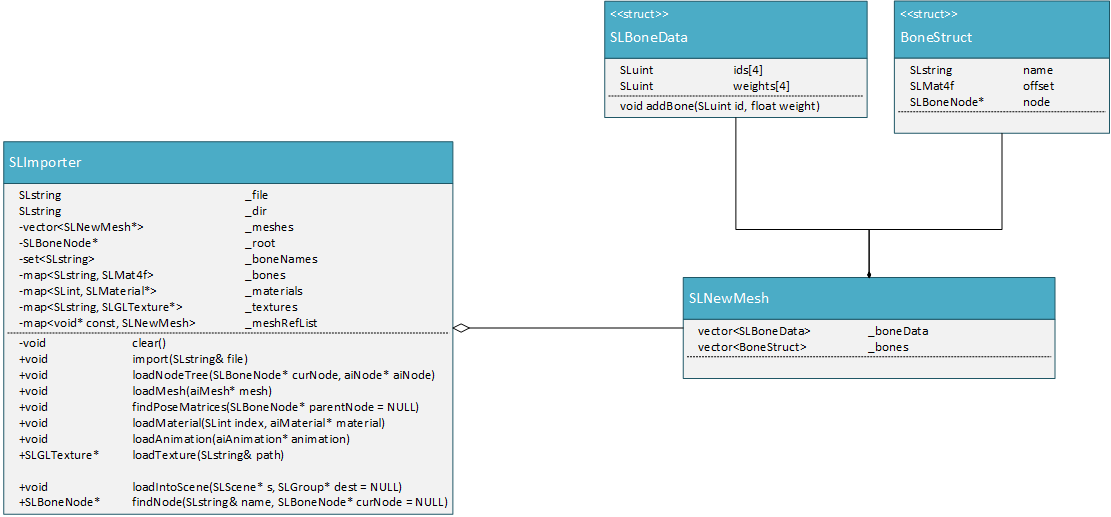 <<struct>>
SLBoneData
SLuint ids[4]
SLuint weights[4]
void addBone(SLuint id, float weight)
<<struct>>
BoneStruct
SLstring name
SLMat4f offset
SLBoneNode* node
SLImporter
SLstring _file
SLstring _dir
-vector<SLNewMesh*> _meshes
-SLBoneNode* _root
-set<SLstring> _boneNames
-map<SLstring, SLMat4f> _bones
-map<SLint, SLMaterial*> _materials
-map<SLstring, SLGLTexture*> _textures
-map<void* const, SLNewMesh> _meshRefList
-void clear()
+void import(SLstring& file)
+void loadNodeTree(SLBoneNode* curNode, aiNode* aiNode)
+void loadMesh(aiMesh* mesh)
+void findPoseMatrices(SLBoneNode* parentNode = NULL)
+void loadMaterial(SLint index, aiMaterial* material)
+void loadAnimation(aiAnimation* animation)
+SLGLTexture* loadTexture(SLstring& path)
+void loadIntoScene(SLScene* s, SLGroup* dest = NULL)
+SLBoneNode* findNode(SLstring& name, SLBoneNode* curNode = NULL)
SLNewMesh
vector<SLBoneData> _boneData
vector<BoneStruct> _bones